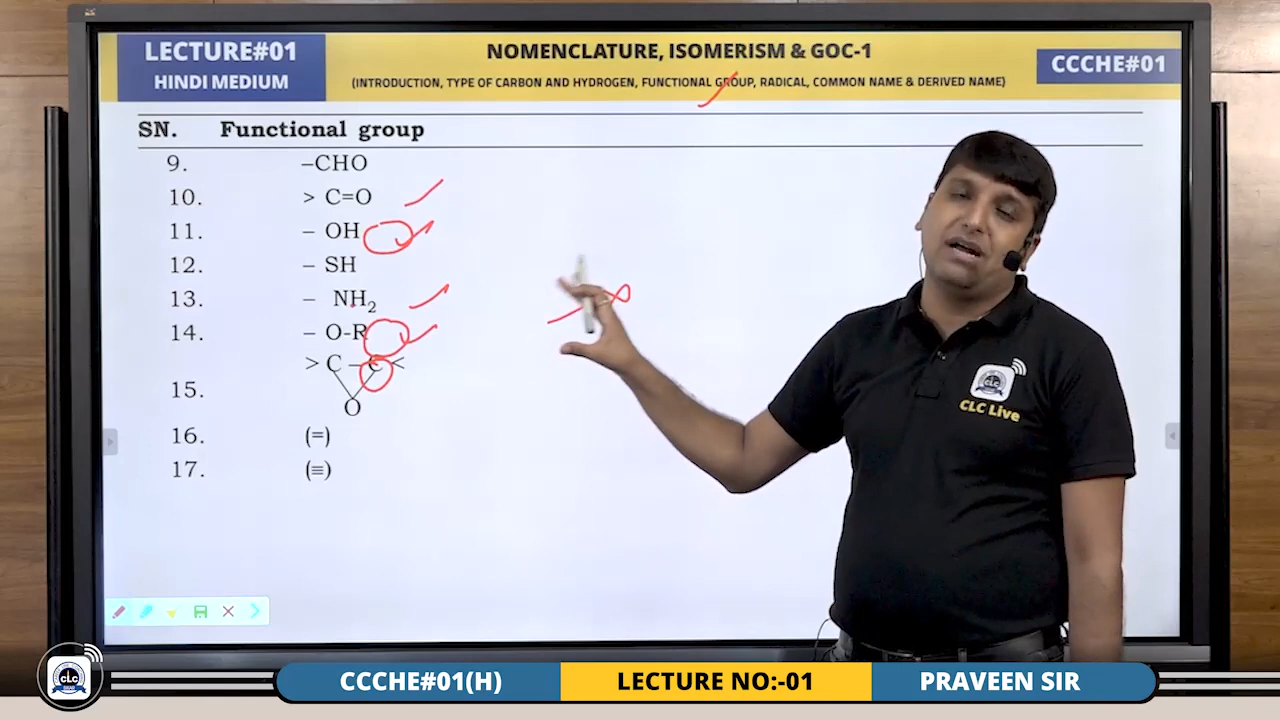 LECTURE#01
HINDI MEDIUM
NOMENCLATURE, ISOMERISM & GOC-1
(INTRODUCTION, TYPE OF CARBON AND HYDROGEN, FUNCTIONAL GROUP, RADICAL, COMMON NAME & DERIVED NAME)
CCCHE#01
SN. Functional group
9. –CHO
10. > C=O
11. – OH
12. – SH
13. – NH₂
14. – O-R
> C – C <
15.
O
16. (=)
17. (≡)
CLC
CLC Live
CLC
CCCHE#01(H)
LECTURE NO:-01
PRAVEEN SIR